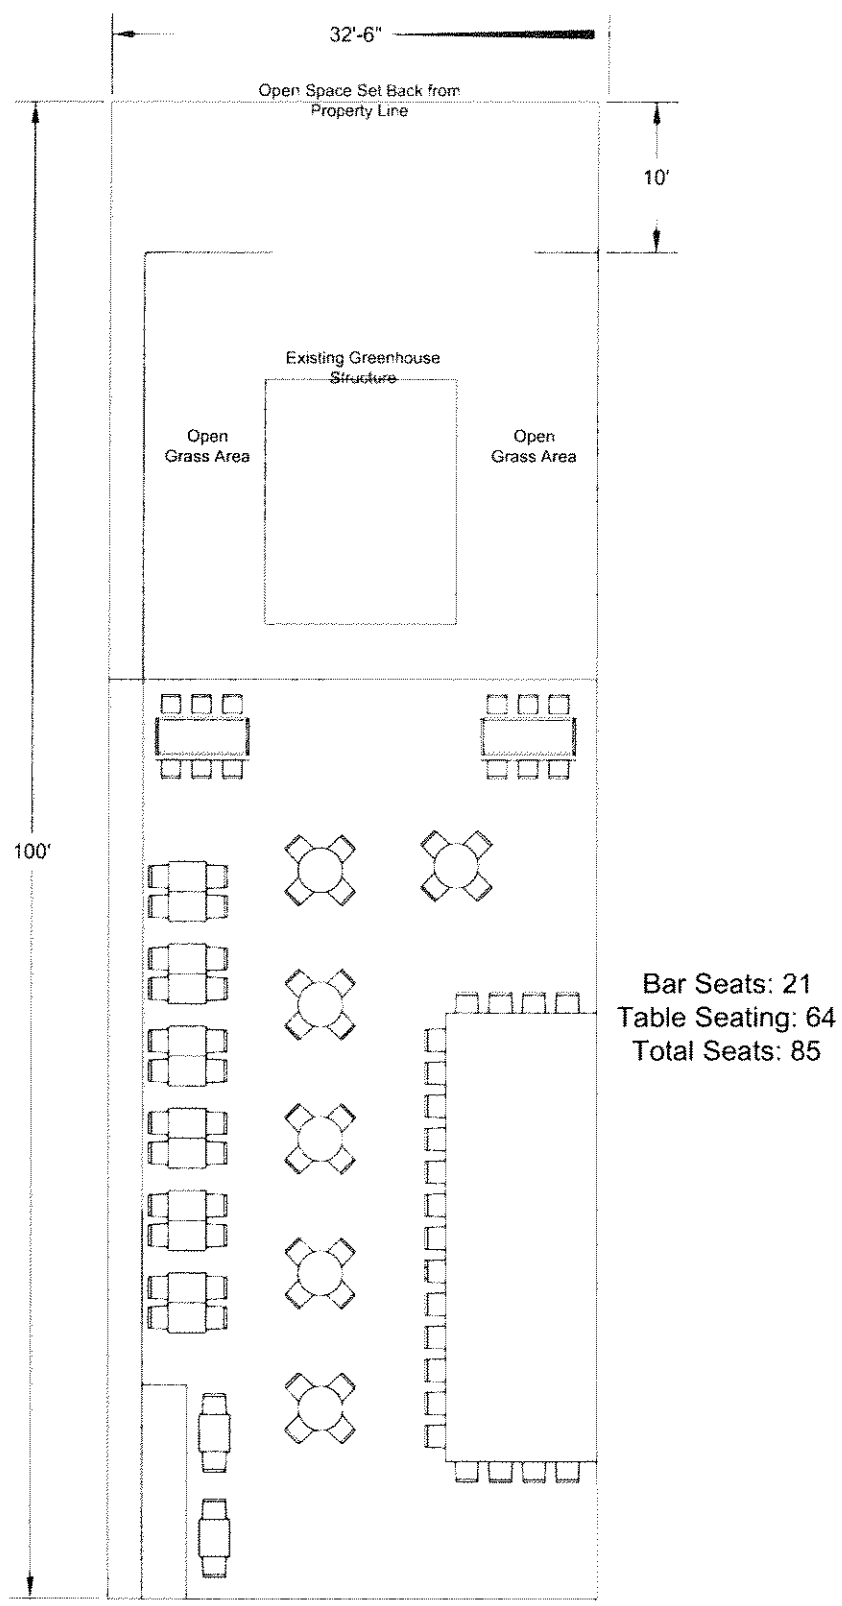 32'-6"
Open Space Set Back from
Property Line
10'
Existing Greenhouse
Structure
Open
Grass Area
Open
Grass Area
100'
Bar Seats: 21
Table Seating: 64
Total Seats: 85